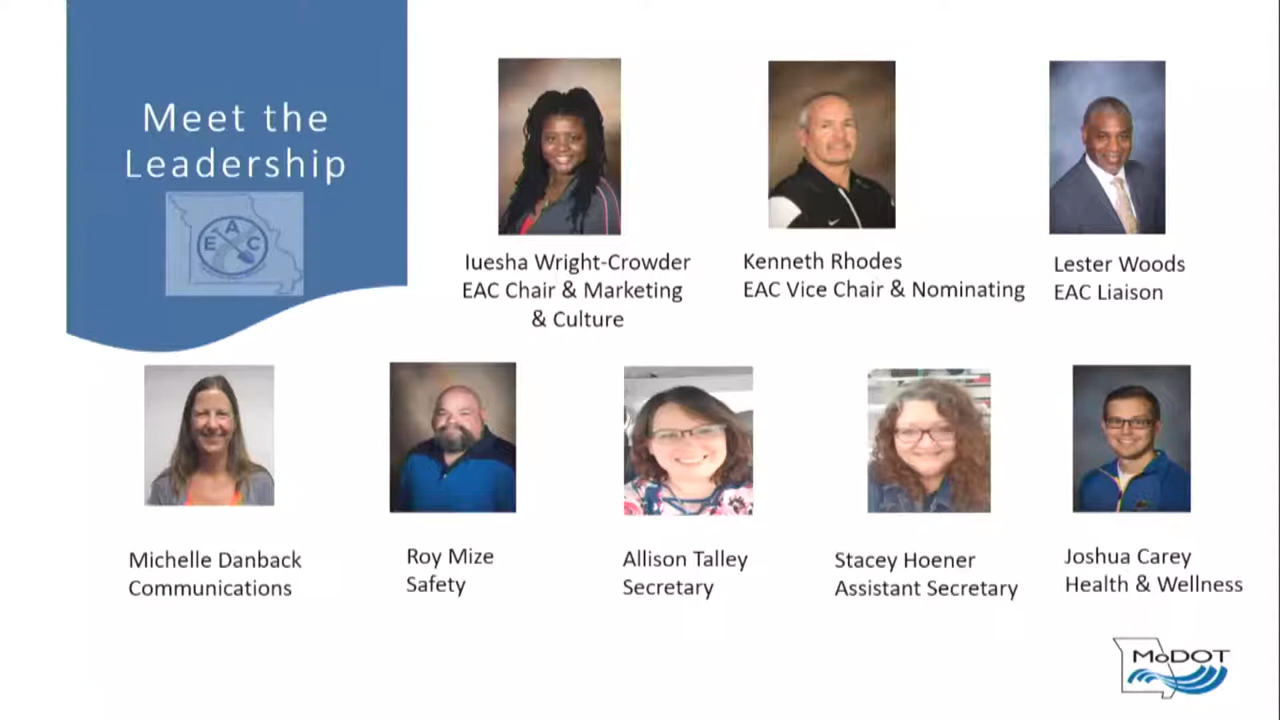 Meet the
Leadership
A
E C
Iuesha Wright-Crowder
EAC Chair & Marketing
& Culture
Kenneth Rhodes
EAC Vice Chair & Nominating
Lester Woods
EAC Liaison
Michelle Danback
Communications
Roy Mize
Safety
Allison Talley
Secretary
Stacey Hoener
Assistant Secretary
Joshua Carey
Health & Wellness
MoDOT